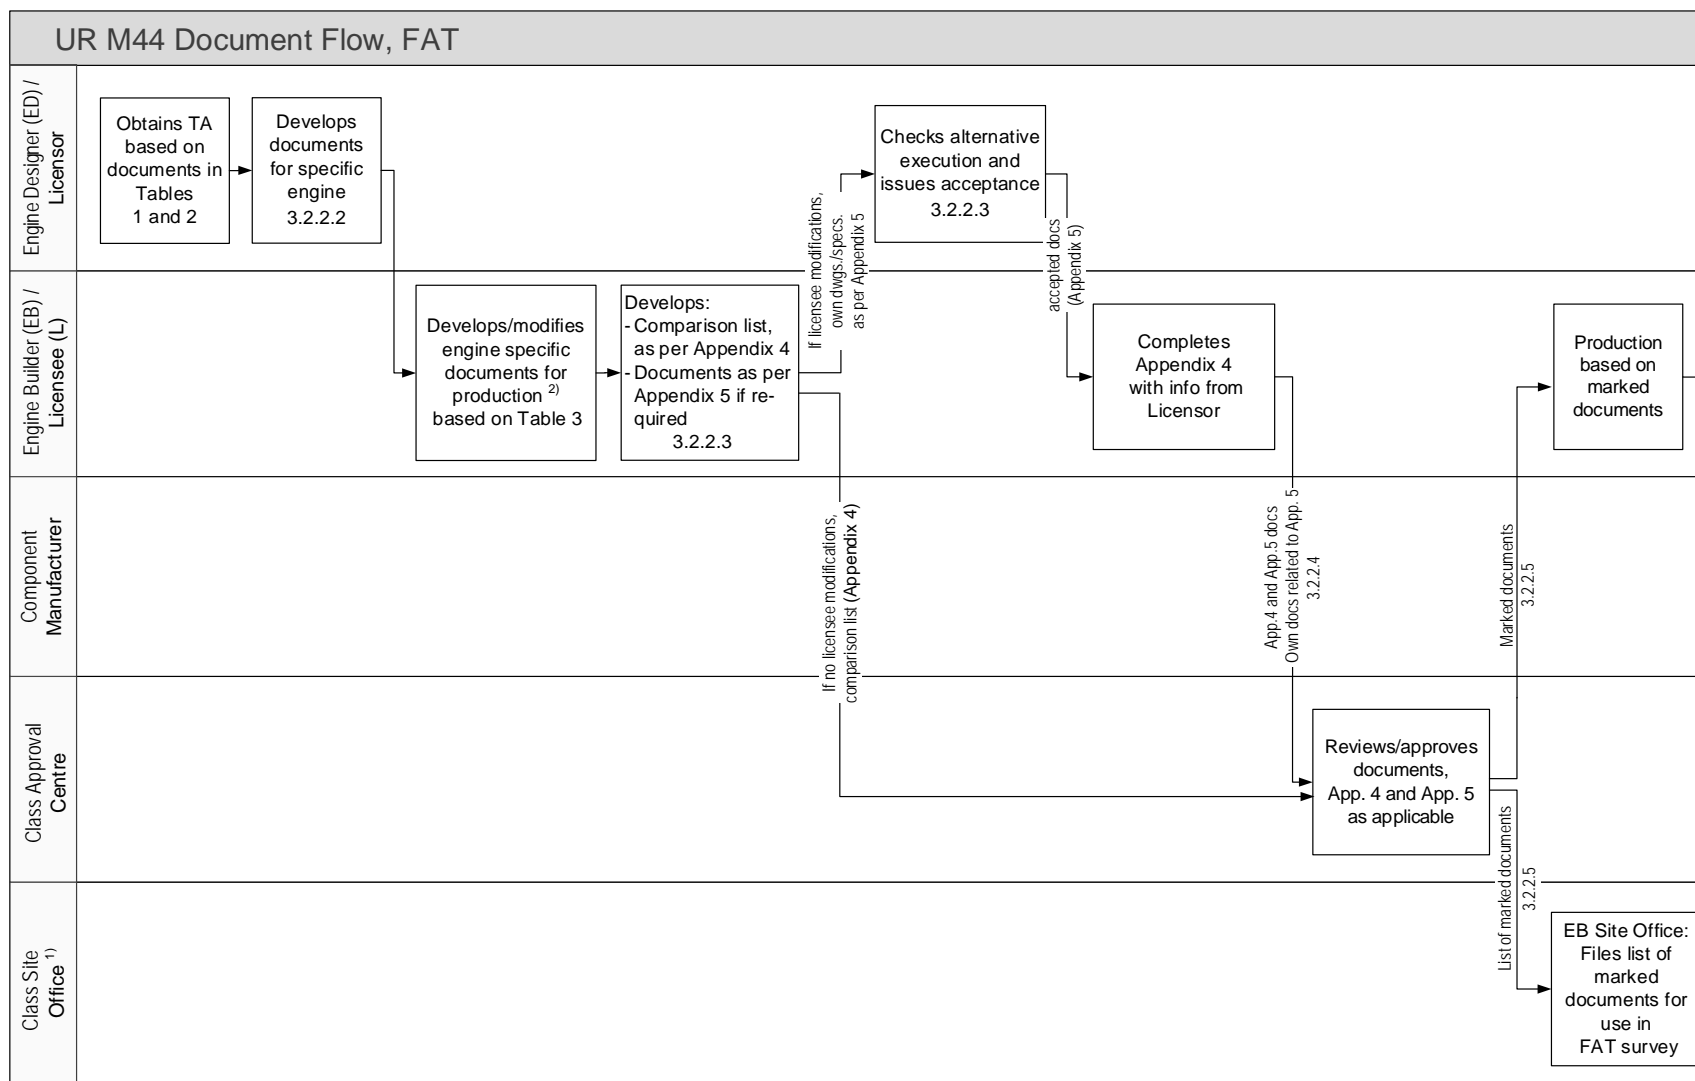 UR M44 Document Flow, FAT
Engine Designer (ED) /
Licensor
Obtains TA
based on
documents in
Tables
1 and 2
Develops
documents
for specific
engine
3.2.2.2
If licensee modifications,
own dwgs./specs.
as per Appendix 5
Checks alternative
execution and
issues acceptance
3.2.2.3
accepted docs
(Appendix 5)
Engine Builder (EB) /
Licensee (L)
Develops/modifies
engine specific
documents for
production 2)
based on Table 3
Develops:
- Comparison list,
as per Appendix 4
- Documents as per
Appendix 5 if re-
quired
3.2.2.3
Completes
Appendix 4
with info from
Licensor
Production
based on
marked
documents
Component
Manufacturer
If no licensee modifications,
comparison list (Appendix 4)
App.4 and App.5 docs
Own docs related to App. 5
3.2.2.4
Marked documents
3.2.2.5
Class Approval
Centre
Reviews/approves
documents,
App. 4 and App. 5
as applicable
List of marked documents
3.2.2.5
Class Site
Office 1)
EB Site Office:
Files list of
marked
documents for
use in
FAT survey